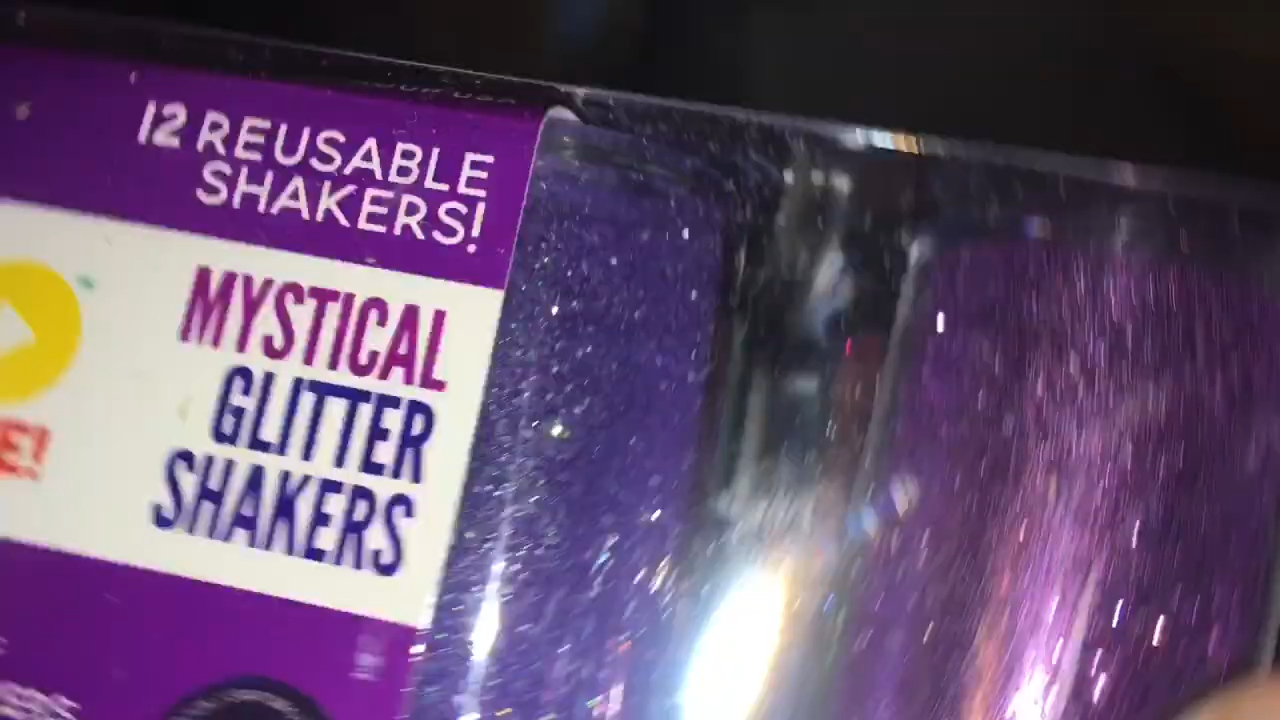 12 REUSABLE
SHAKERS!
MYSTICAL
GLITTER
SHAKERS
E!